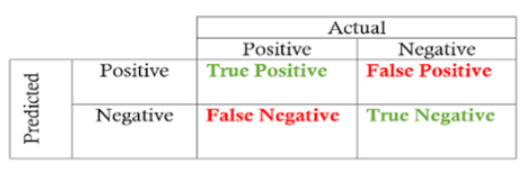 Actual
Positive Negative
Predicted
Positive True Positive False Positive
Negative False Negative True Negative